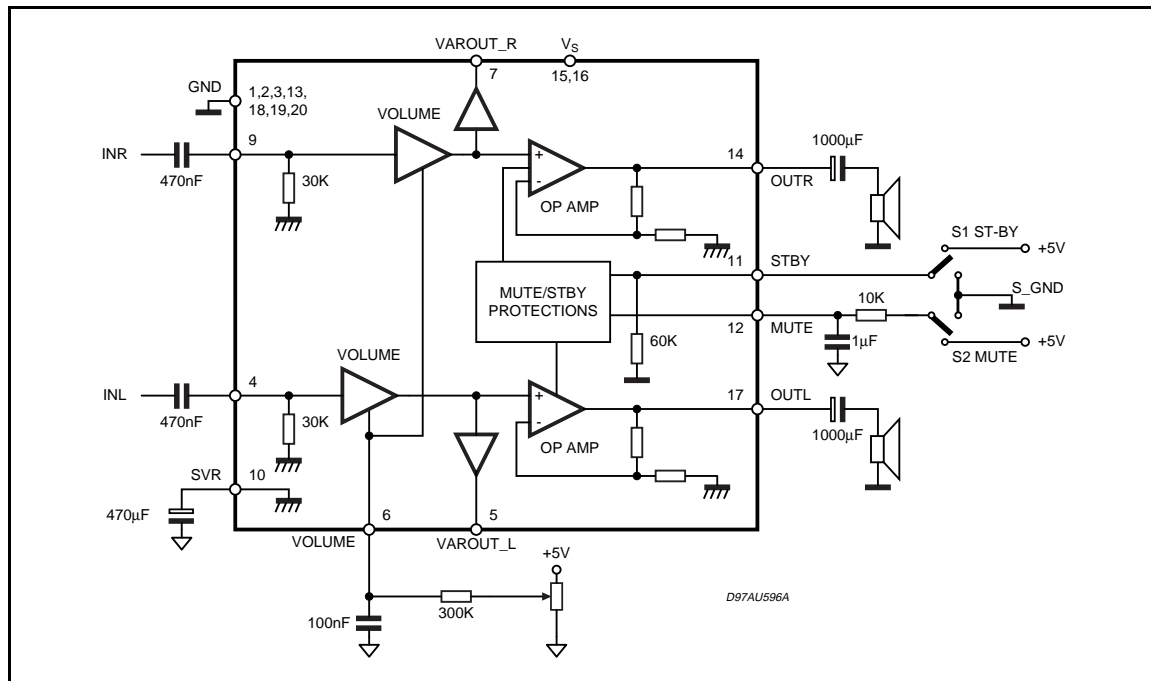 VAROUT_R
VS
7
15,16
GND
1,2,3,13,
18,19,20
VOLUME
1000µF
INR
9
14
470nF
30K
+
-
OP AMP
OUTR
S1 ST-BY
+5V
11
STBY
MUTE/STBY
PROTECTIONS
S_GND
10K
12
MUTE
60K
1µF
S2 MUTE
+5V
VOLUME
INL
4
17
OUTL
470nF
30K
+
-
OP AMP
1000µF
SVR
10
470µF
6
5
VOLUME
VAROUT_L
+5V
300K
100nF
D97AU596A